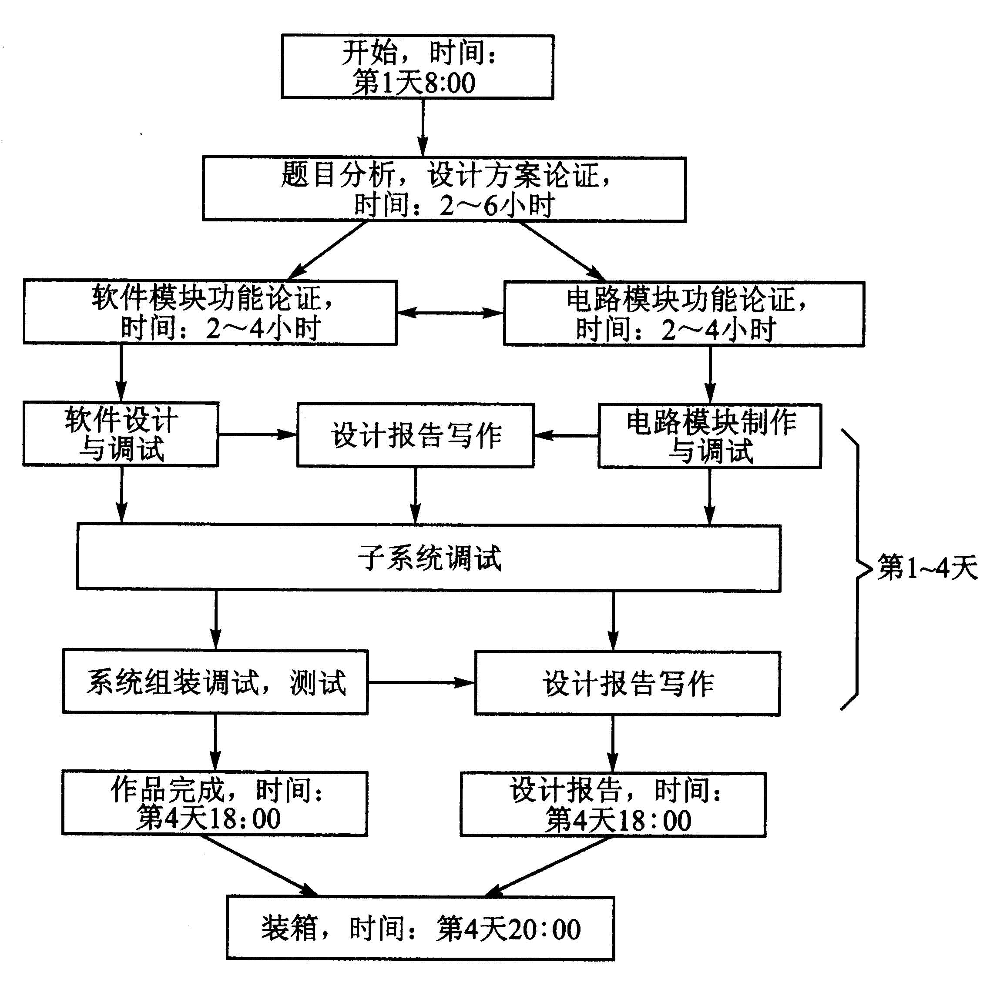 开始，时间：
第1天8:00
题目分析，设计方案论证，
时间：2～6小时
软件模块功能论证，
时间：2～4小时
电路模块功能论证，
时间：2～4小时
软件设计
与调试
设计报告写作
电路模块制作
与调试
子系统调试
第1~4天
系统组装调试，测试
设计报告写作
作品完成，时间：
第4天18：00
设计报告，时间：
第4天18：00
装箱，时间：第4天20：00